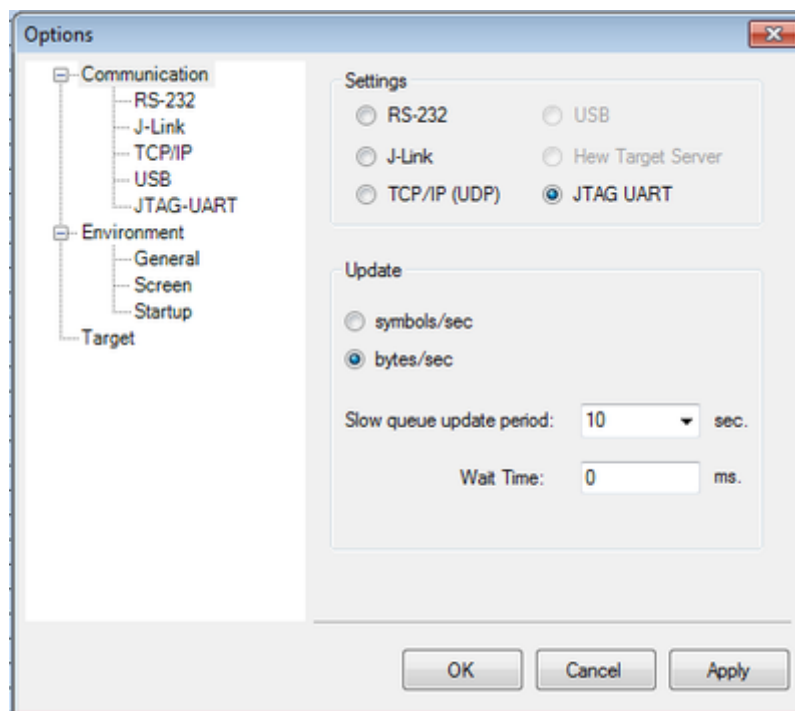 Options
Communication
RS-232
J-Link
TCP/IP
USB
JTAG-UART
Environment
General
Screen
Startup
Target
Settings
RS-232 USB
J-Link Hew Target Server
TCP/IP (UDP) JTAG UART
Update
symbols/sec
bytes/sec
Slow queue update period: 10 sec.
Wait Time: 0 ms.
OK Cancel Apply